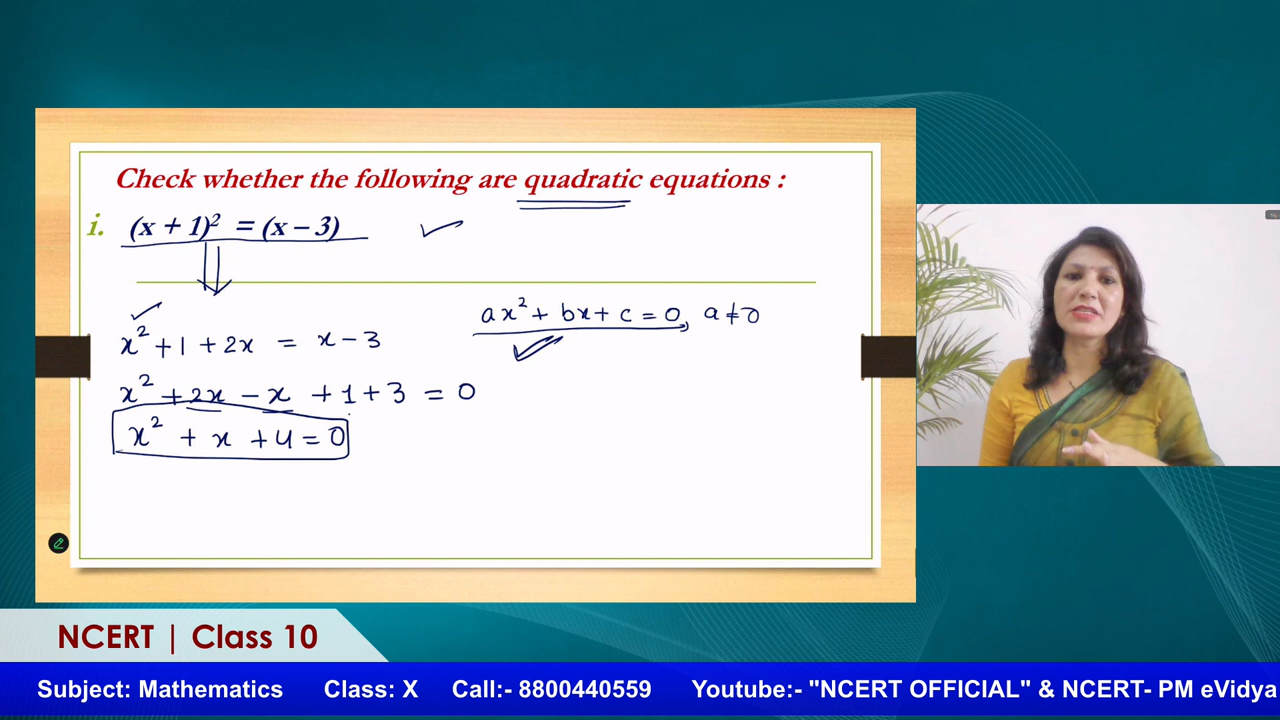 Check whether the following are quadratic equations :
i. (x + 1)² = (x – 3)
ax² + bx + c = 0, a ≠ 0
x² + 1 + 2x = x – 3
x² + 2x – x + 1 + 3 = 0
x² + x + 4 = 0
NCERT | Class 10
Subject: Mathematics Class: X Call:- 8800440559 Youtube:- "NCERT OFFICIAL" & NCERT- PM eVidya